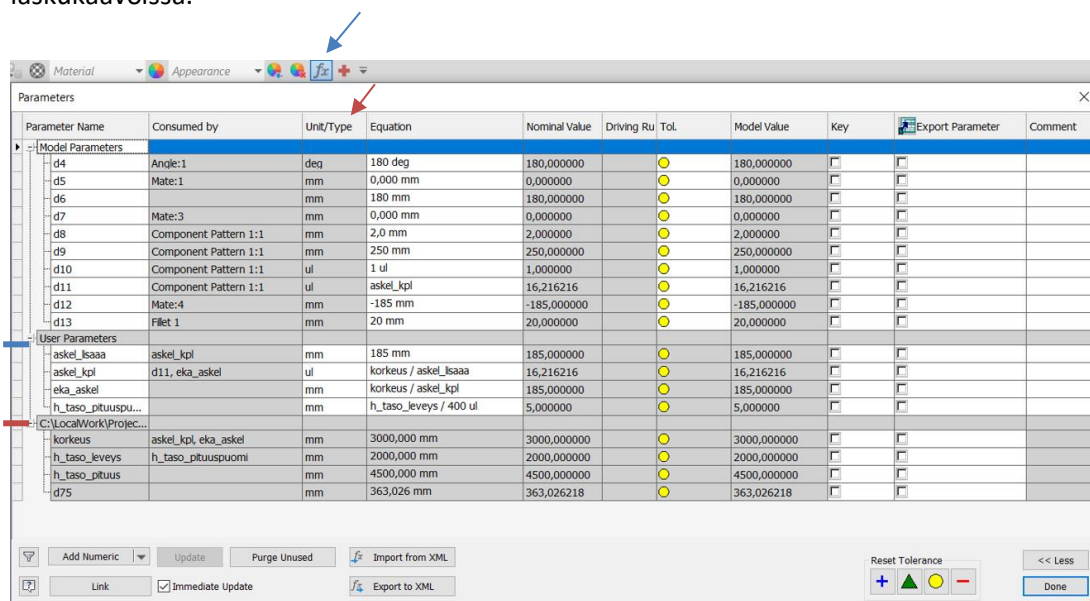 laskukaavoissa.
Material Appearance fx
Parameters
Parameter Name Consumed by Unit/Type Equation Nominal Value Driving Ru Tol. Model Value Key Export Parameter Comment
Model Parameters
d4 Angle:1 deg 180 deg 180,000000 180,000000
d5 Mate:1 mm 0,000 mm 0,000000 0,000000
d6 mm 180 mm 180,000000 180,000000
d7 Mate:3 mm 0,000 mm 0,000000 0,000000
d8 Component Pattern 1:1 mm 2,0 mm 2,000000 2,000000
d9 Component Pattern 1:1 mm 250 mm 250,000000 250,000000
d10 Component Pattern 1:1 ul 1 ul 1,000000 1,000000
d11 Component Pattern 1:1 ul askel_kpl 16,216216 16,216216
d12 Mate:4 mm -185 mm -185,000000 -185,000000
d13 Fillet 1 mm 20 mm 20,000000 20,000000
User Parameters
askel_lisaaa askel_kpl mm 185 mm 185,000000 185,000000
askel_kpl d11, eka_askel ul korkeus / askel_lisaaa 16,216216 16,216216
eka_askel mm korkeus / askel_kpl 185,000000 185,000000
h_taso_pituuspu... mm h_taso_leveys / 400 ul 5,000000 5,000000
C:\LocalWork\Projec...
korkeus askel_kpl, eka_askel mm 3000,000 mm 3000,000000 3000,000000
h_taso_leveys h_taso_pituuspuomi mm 2000,000 mm 2000,000000 2000,000000
h_taso_pituus mm 4500,000 mm 4500,000000 4500,000000
d75 mm 363,026 mm 363,026218 363,026218
Add Numeric Update Purge Unused Import from XML Reset Tolerance << Less
Link Immediate Update Export to XML Done